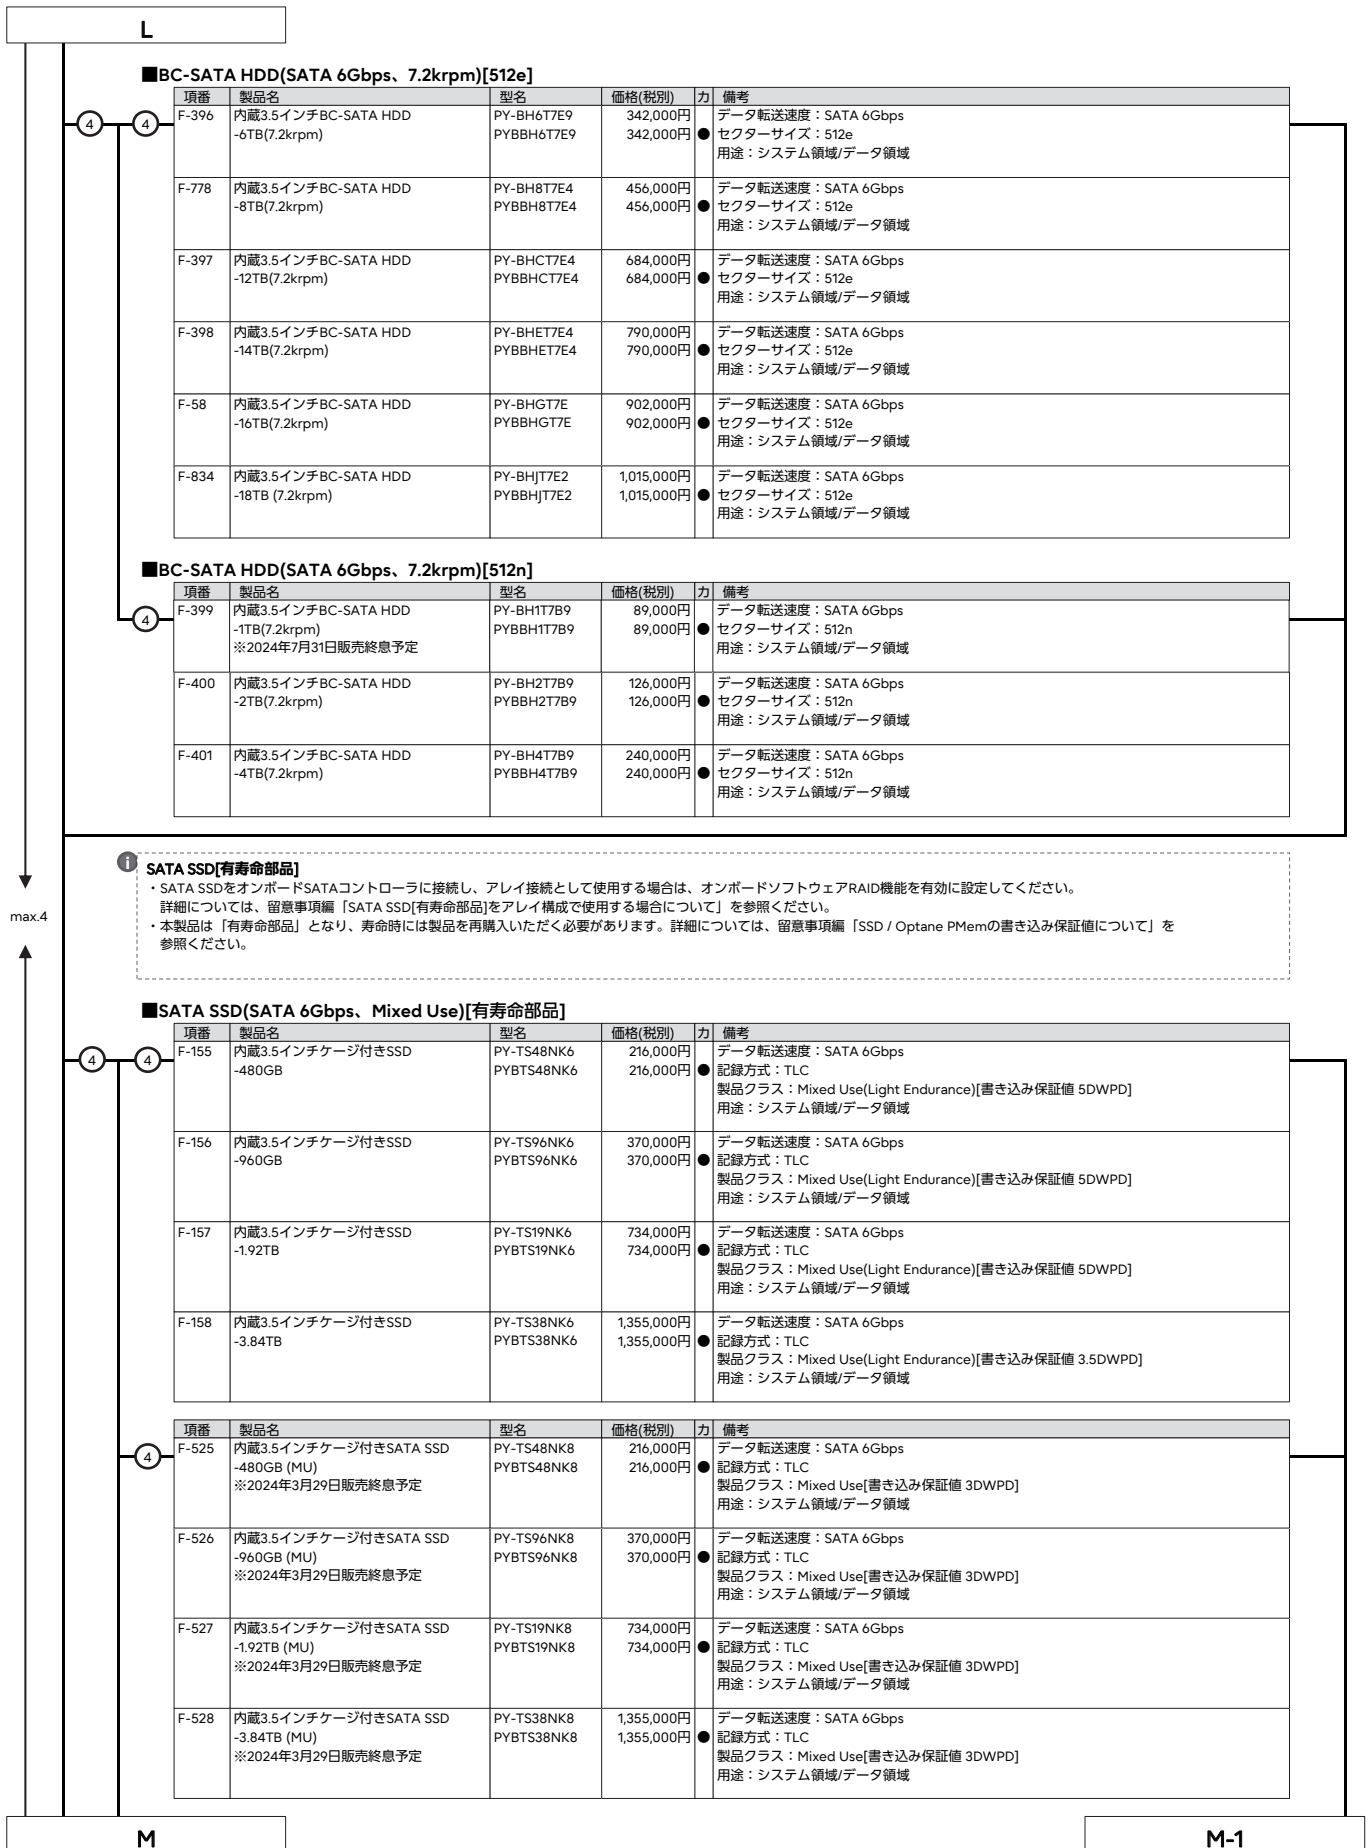 L
■BC-SATA HDD(SATA 6Gbps、7.2krpm)[512e]
項番 製品名 型名 価格(税別) カ 備考
4 4 F-396 内蔵3.5インチBC-SATA HDD PY-BH6T7E9 342,000円 データ転送速度：SATA 6Gbps
-6TB(7.2krpm) PYBBH6T7E9 342,000円 ● セクターサイズ：512e
用途：システム領域/データ領域
F-778 内蔵3.5インチBC-SATA HDD PY-BH8T7E4 456,000円 データ転送速度：SATA 6Gbps
-8TB(7.2krpm) PYBBH8T7E4 456,000円 ● セクターサイズ：512e
用途：システム領域/データ領域
F-397 内蔵3.5インチBC-SATA HDD PY-BHCT7E4 684,000円 データ転送速度：SATA 6Gbps
-12TB(7.2krpm) PYBBHCT7E4 684,000円 ● セクターサイズ：512e
用途：システム領域/データ領域
F-398 内蔵3.5インチBC-SATA HDD PY-BHET7E4 790,000円 データ転送速度：SATA 6Gbps
-14TB(7.2krpm) PYBBHET7E4 790,000円 ● セクターサイズ：512e
用途：システム領域/データ領域
F-58 内蔵3.5インチBC-SATA HDD PY-BHGT7E 902,000円 データ転送速度：SATA 6Gbps
-16TB(7.2krpm) PYBBHGT7E 902,000円 ● セクターサイズ：512e
用途：システム領域/データ領域
F-834 内蔵3.5インチBC-SATA HDD PY-BHJT7E2 1,015,000円 データ転送速度：SATA 6Gbps
-18TB (7.2krpm) PYBBHJT7E2 1,015,000円 ● セクターサイズ：512e
用途：システム領域/データ領域
■BC-SATA HDD(SATA 6Gbps、7.2krpm)[512n]
項番 製品名 型名 価格(税別) カ 備考
4 F-399 内蔵3.5インチBC-SATA HDD PY-BH1T7B9 89,000円 データ転送速度：SATA 6Gbps
-1TB(7.2krpm) PYBBH1T7B9 89,000円 ● セクターサイズ：512n
※2024年7月31日販売終息予定 用途：システム領域/データ領域
F-400 内蔵3.5インチBC-SATA HDD PY-BH2T7B9 126,000円 データ転送速度：SATA 6Gbps
-2TB(7.2krpm) PYBBH2T7B9 126,000円 ● セクターサイズ：512n
用途：システム領域/データ領域
F-401 内蔵3.5インチBC-SATA HDD PY-BH4T7B9 240,000円 データ転送速度：SATA 6Gbps
-4TB(7.2krpm) PYBBH4T7B9 240,000円 ● セクターサイズ：512n
用途：システム領域/データ領域
i SATA SSD[有寿命部品]
・SATA SSDをオンボードSATAコントローラに接続し、アレイ接続として使用する場合は、オンボードソフトウェアRAID機能を有効に設定してください。
詳細については、留意事項編「SATA SSD[有寿命部品]をアレイ構成で使用する場合について」を参照ください。
・本製品は「有寿命部品」となり、寿命時には製品を再購入いただく必要があります。詳細については、留意事項編「SSD / Optane PMemの書き込み保証値について」を
参照ください。
max.4
■SATA SSD(SATA 6Gbps、Mixed Use)[有寿命部品]
項番 製品名 型名 価格(税別) カ 備考
4 4 F-155 内蔵3.5インチケージ付きSSD PY-TS48NK6 216,000円 データ転送速度：SATA 6Gbps
-480GB PYBTS48NK6 216,000円 ● 記録方式：TLC
製品クラス：Mixed Use(Light Endurance)[書き込み保証値 5DWPD]
用途：システム領域/データ領域
F-156 内蔵3.5インチケージ付きSSD PY-TS96NK6 370,000円 データ転送速度：SATA 6Gbps
-960GB PYBTS96NK6 370,000円 ● 記録方式：TLC
製品クラス：Mixed Use(Light Endurance)[書き込み保証値 5DWPD]
用途：システム領域/データ領域
F-157 内蔵3.5インチケージ付きSSD PY-TS19NK6 734,000円 データ転送速度：SATA 6Gbps
-1.92TB PYBTS19NK6 734,000円 ● 記録方式：TLC
製品クラス：Mixed Use(Light Endurance)[書き込み保証値 5DWPD]
用途：システム領域/データ領域
F-158 内蔵3.5インチケージ付きSSD PY-TS38NK6 1,355,000円 データ転送速度：SATA 6Gbps
-3.84TB PYBTS38NK6 1,355,000円 ● 記録方式：TLC
製品クラス：Mixed Use(Light Endurance)[書き込み保証値 3.5DWPD]
用途：システム領域/データ領域
項番 製品名 型名 価格(税別) カ 備考
4 F-525 内蔵3.5インチケージ付きSATA SSD PY-TS48NK8 216,000円 データ転送速度：SATA 6Gbps
-480GB (MU) PYBTS48NK8 216,000円 ● 記録方式：TLC
※2024年3月29日販売終息予定 製品クラス：Mixed Use[書き込み保証値 3DWPD]
用途：システム領域/データ領域
F-526 内蔵3.5インチケージ付きSATA SSD PY-TS96NK8 370,000円 データ転送速度：SATA 6Gbps
-960GB (MU) PYBTS96NK8 370,000円 ● 記録方式：TLC
※2024年3月29日販売終息予定 製品クラス：Mixed Use[書き込み保証値 3DWPD]
用途：システム領域/データ領域
F-527 内蔵3.5インチケージ付きSATA SSD PY-TS19NK8 734,000円 データ転送速度：SATA 6Gbps
-1.92TB (MU) PYBTS19NK8 734,000円 ● 記録方式：TLC
※2024年3月29日販売終息予定 製品クラス：Mixed Use[書き込み保証値 3DWPD]
用途：システム領域/データ領域
F-528 内蔵3.5インチケージ付きSATA SSD PY-TS38NK8 1,355,000円 データ転送速度：SATA 6Gbps
-3.84TB (MU) PYBTS38NK8 1,355,000円 ● 記録方式：TLC
※2024年3月29日販売終息予定 製品クラス：Mixed Use[書き込み保証値 3DWPD]
用途：システム領域/データ領域
M M-1